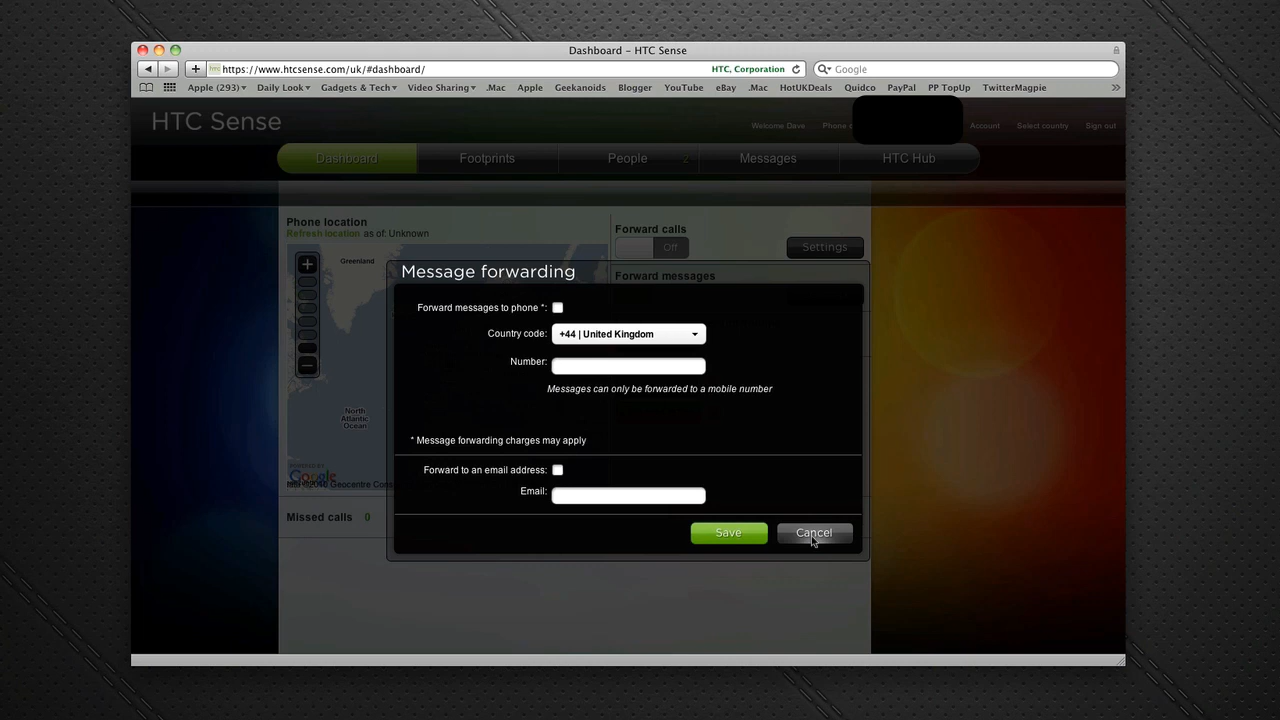 Dashboard – HTC Sense
https://www.htcsense.com/uk/#dashboard/
HTC, Corporation
Google
Apple (293) Daily Look Gadgets & Tech Video Sharing .Mac Apple Geekanoids Blogger YouTube eBay .Mac HotUKDeals Quidco PayPal PP TopUp TwitterMagpie
HTC Sense
Welcome Dave Phone Account Select country Sign out
Dashboard Footprints People 2 Messages HTC Hub
Phone location
Refresh location as of: Unknown
Forward calls
Off
Settings
Greenland
Forward messages
Message forwarding
Forward messages to phone *:
Country code: +44 | United Kingdom
Number:
Messages can only be forwarded to a mobile number
North
Atlantic
Ocean
* Message forwarding charges may apply
POWERED BY
Google
Forward to an email address:
Email:
Missed calls 0
Save Cancel